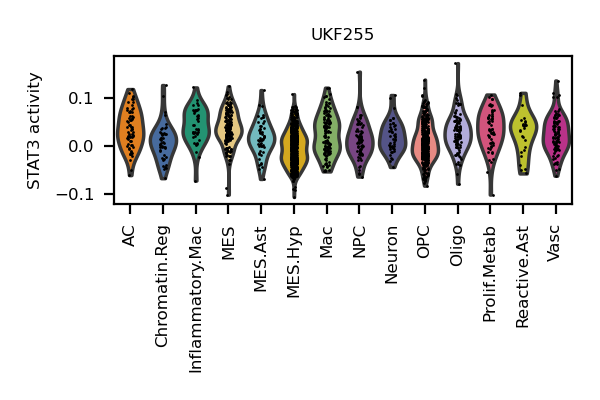 UKF255
STAT3 activity
0.1
0.0
−0.1
AC
Chromatin.Reg
Inflammatory.Mac
MES
MES.Ast
MES.Hyp
Mac
NPC
Neuron
OPC
Oligo
Prolif.Metab
Reactive.Ast
Vasc